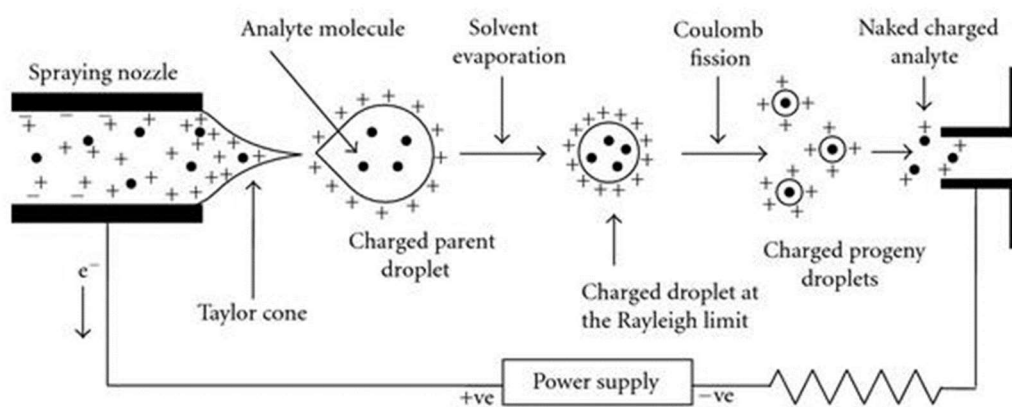 Analyte molecule
Solvent
evaporation
Coulomb
fission
Naked charged
analyte
Spraying nozzle
Charged parent
droplet
Charged progeny
droplets
e⁻
Taylor cone
Charged droplet at
the Rayleigh limit
+ve
Power supply
−ve